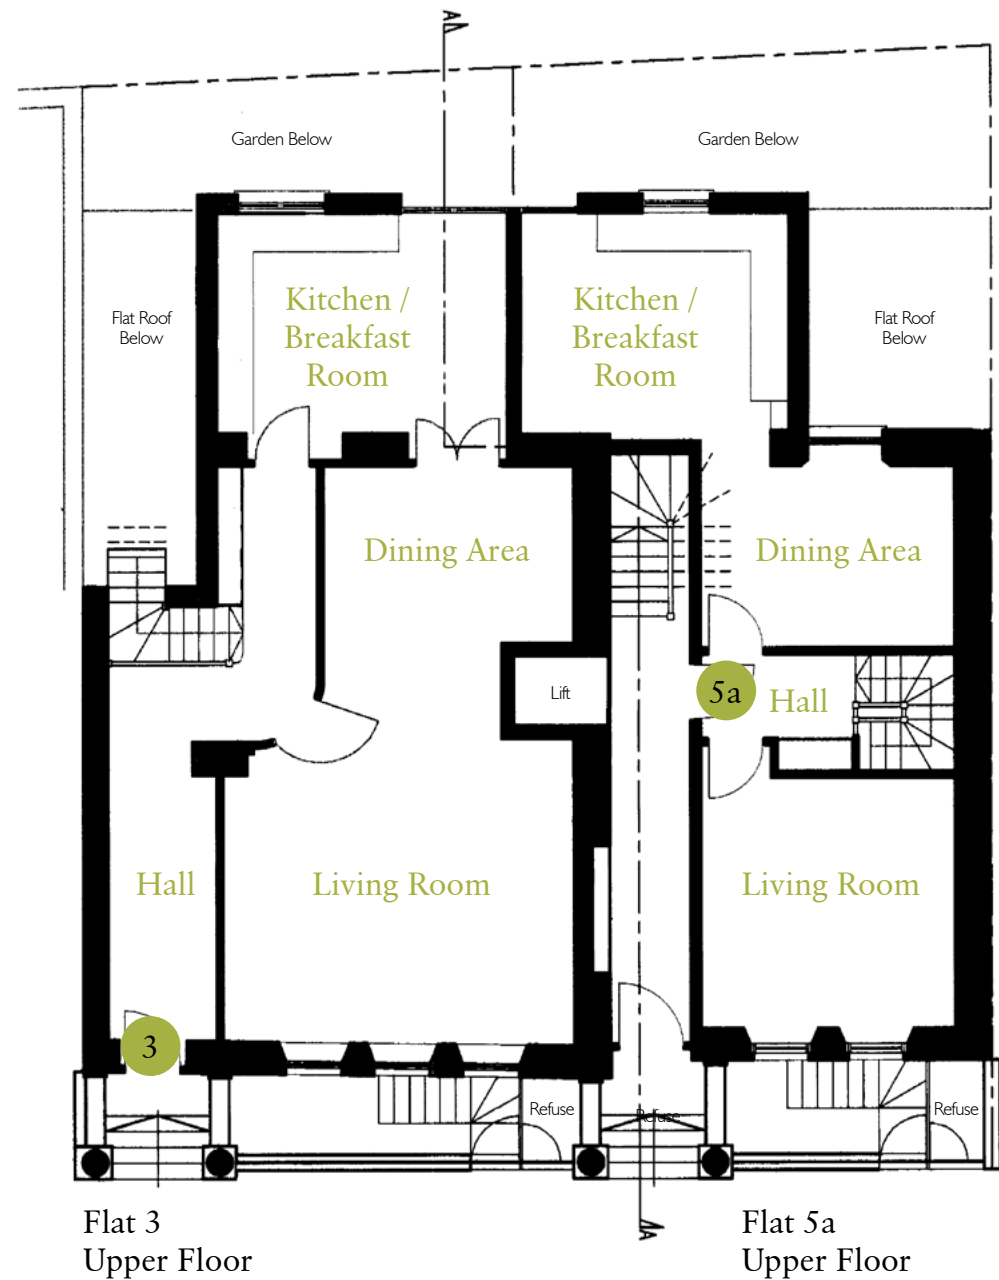 A
Garden Below
Garden Below
Flat Roof
Below
Kitchen /
Breakfast
Room
Kitchen /
Breakfast
Room
Flat Roof
Below
Dining Area
Dining Area
Lift
5a
Hall
Hall
Living Room
Living Room
3
Refuse
Refuse
Refuse
A
Flat 3
Upper Floor
Flat 5a
Upper Floor